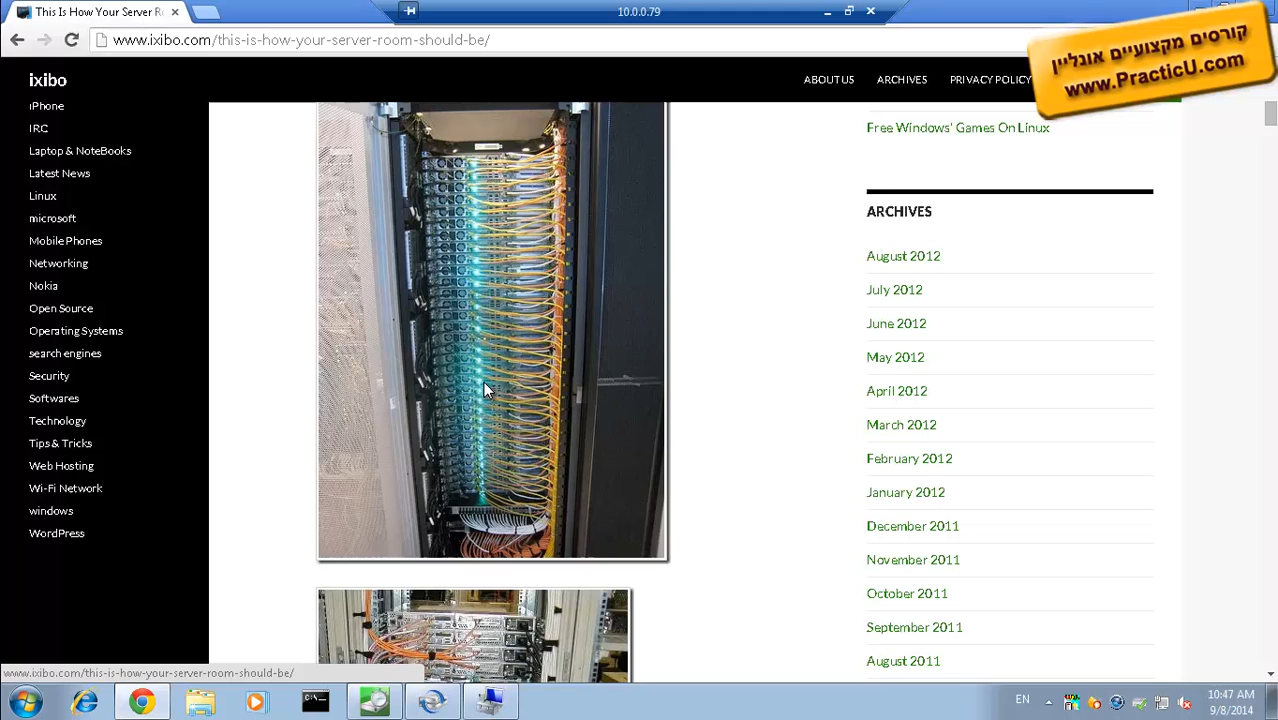 This Is How Your Server Ro
10.0.0.79
www.ixibo.com/this-is-how-your-server-room-should-be/
קורסים מקצועיים אונליין
www.PracticU.com
ixibo
ABOUT US
ARCHIVES
PRIVACY POLICY
iPhone
IRC
Laptop & NoteBooks
Latest News
Linux
microsoft
Mobile Phones
Networking
Nokia
Open Source
Operating Systems
search engines
Security
Softwares
Technology
Tips & Tricks
Web Hosting
Wi-Fi Network
windows
WordPress
Free Windows' Games On Linux
ARCHIVES
August 2012
July 2012
June 2012
May 2012
April 2012
March 2012
February 2012
January 2012
December 2011
November 2011
October 2011
September 2011
August 2011
www.ixibo.com/this-is-how-your-server-room-should-be/
EN
10:47 AM
9/8/2014